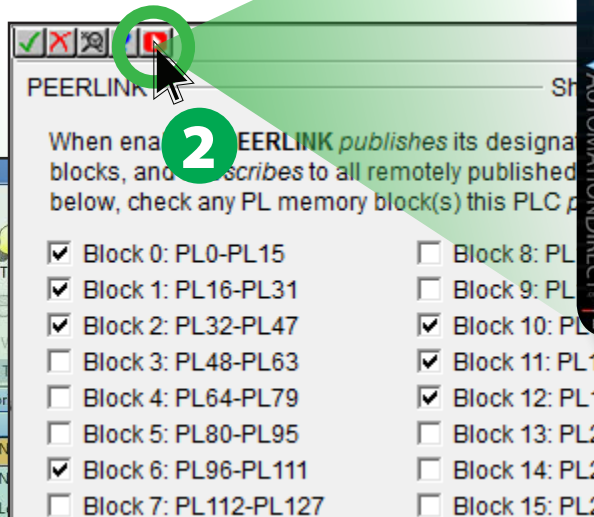 PEERLINK
2
When ena EERLINK publishes its designa
blocks, and scribes to all remotely published
below, check any PL memory block(s) this PLC p
Block 0: PL0-PL15
Block 1: PL16-PL31
Block 2: PL32-PL47
Block 3: PL48-PL63
Block 4: PL64-PL79
Block 5: PL80-PL95
Block 6: PL96-PL111
Block 7: PL112-PL127
Block 8: PL
Block 9: PL
Block 10: PL
Block 11: PL1
Block 12: PL1
Block 13: PL2
Block 14: PL2
Block 15: PL2
AUTOMATIONDIRECT